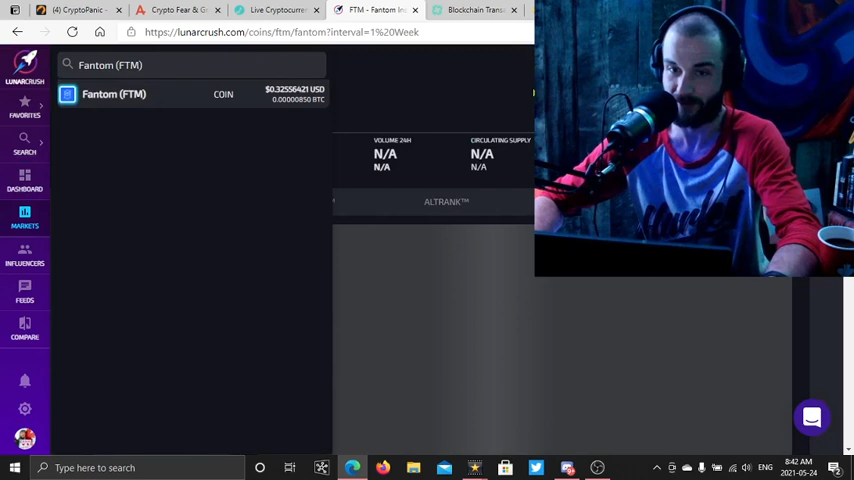 (4) CryptoPanic -
Crypto Fear & Gr
Live Cryptocurrer
FTM - Fantom In
Blockchain Trans
https://lunarcrush.com/coins/ftm/fantom?interval=1%20Week
LUNARCRUSH
FAVORITES
SEARCH
DASHBOARD
MARKETS
INFLUENCERS
FEEDS
COMPARE
Fantom (FTM)
Fantom (FTM)
COIN
$0.32556421 USD
0.00000850 BTC
VOLUME 24H
CIRCULATING SUPPLY
N/A
N/A
N/A
N/A
ALTRANK™
Type here to search
ENG
8:42 AM
2021-05-24